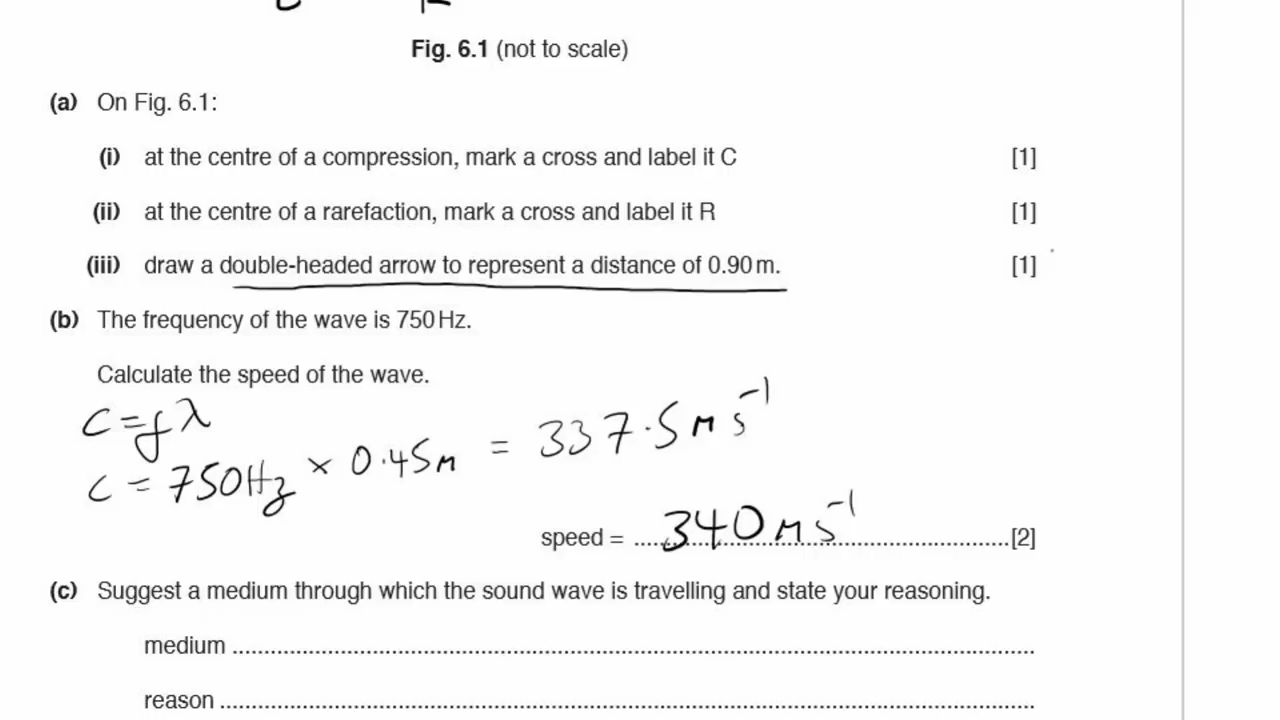 Fig. 6.1 (not to scale)
(a) On Fig. 6.1:
(i) at the centre of a compression, mark a cross and label it C [1]
(ii) at the centre of a rarefaction, mark a cross and label it R [1]
(iii) draw a double-headed arrow to represent a distance of 0.90 m. [1]
(b) The frequency of the wave is 750 Hz.
Calculate the speed of the wave.
c = fλ
c = 750Hz × 0.45m = 337.5 m s⁻¹
speed = 340 m s⁻¹ [2]
(c) Suggest a medium through which the sound wave is travelling and state your reasoning.
medium ........................................
reason ........................................